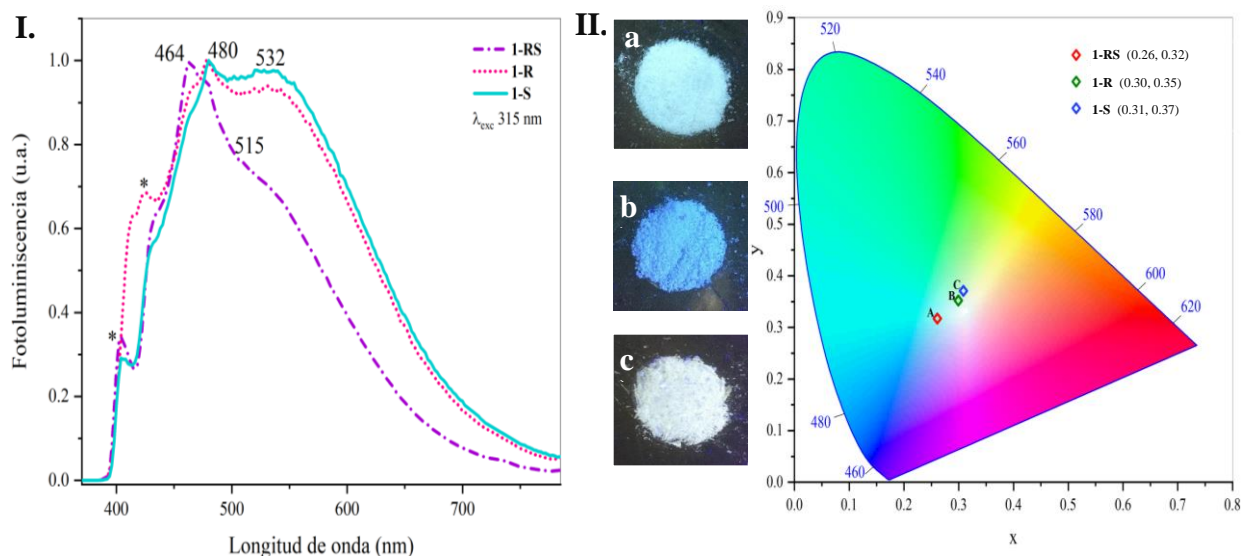 I.
464
480
532
515
*
*
1-RS
1-R
1-S
λexc 315 nm
Fotoluminiscencia (u.a.)
1.0
0.8
0.6
0.4
0.2
0.0
400
500
600
700
Longitud de onda (nm)
II.
a
b
c
1-RS (0.26, 0.32)
1-R (0.30, 0.35)
1-S (0.31, 0.37)
y
0.9
0.8
0.7
0.6
0.5
0.4
0.3
0.2
0.1
0.0
520
540
560
500
580
600
620
480
460
C
B
A
0.0
0.1
0.2
0.3
0.4
0.5
0.6
0.7
0.8
x